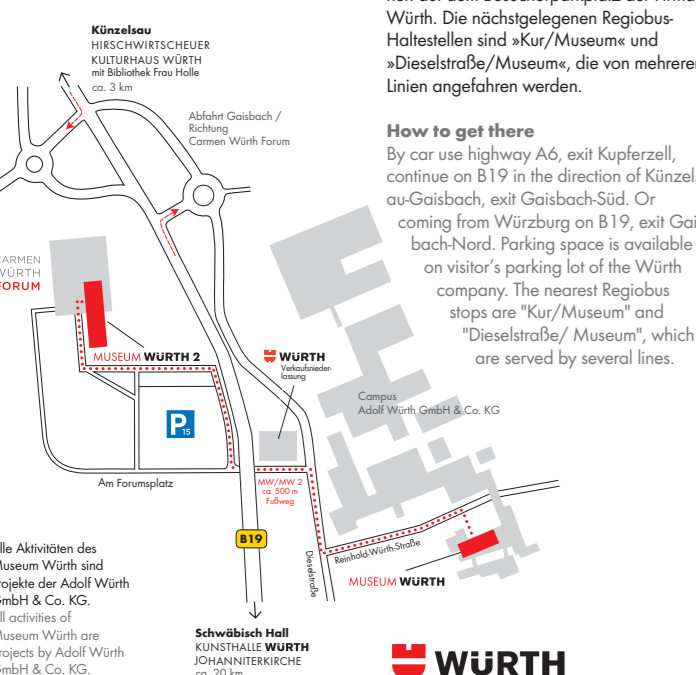 Würth. Die nächstgelegenen Regiobus-
Haltestellen sind »Kur/Museum« und
»Dieselstraße/Museum«, die von mehreren
Linien angefahren werden.
How to get there
By car use highway A6, exit Kupferzell,
continue on B19 in the direction of Künzels
au-Gaisbach, exit Gaisbach-Süd. Or
coming from Würzburg on B19, exit Gai
bach-Nord. Parking space is available
on visitor's parking lot of the Würth
company. The nearest Regiobus
stops are "Kur/Museum" and
"Dieselstraße/ Museum", which
are served by several lines.
Künzelsau
HIRSCHWIRTSCHEUER
KULTURHAUS WÜRTH
mit Bibliothek Frau Holle
ca. 3 km
Abfahrt Gaisbach /
Richtung
Carmen Würth Forum
CARMEN
WÜRTH
FORUM
MUSEUM WÜRTH 2
WÜRTH
Verkaufsnieder-
lassung
Campus
Adolf Würth GmbH & Co. KG
P
15
Am Forumsplatz
MW/MW 2
ca. 500 m
Fußweg
B19
Dieselstraße
Reinhold-Würth-Straße
MUSEUM WÜRTH
lle Aktivitäten des
Museum Würth sind
rojekte der Adolf Würth
GmbH & Co. KG.
ll activities of
Museum Würth are
rojects by Adolf Würth
GmbH & Co. KG.
Schwäbisch Hall
KUNSTHALLE WÜRTH
JOHANNITERKIRCHE
ca. 20 km
WÜRTH